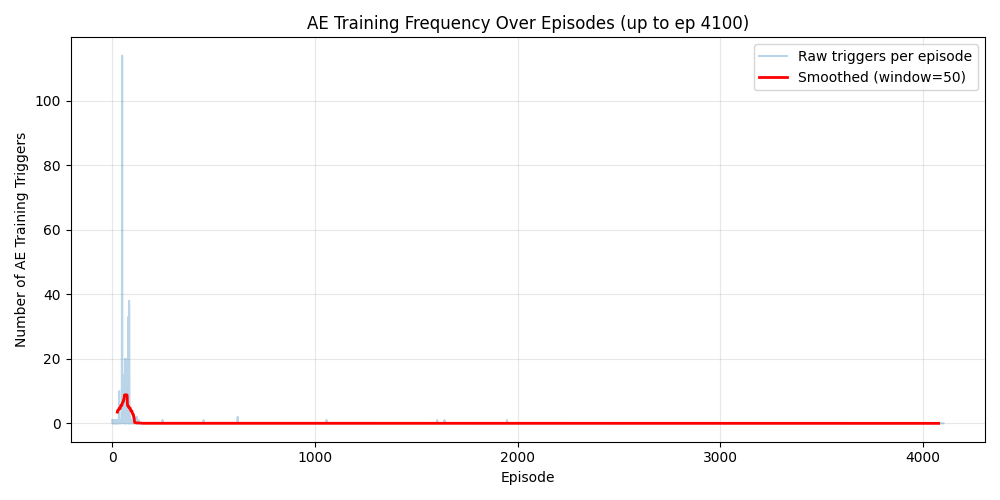 AE Training Frequency Over Episodes (up to ep 4100)
Raw triggers per episode
Smoothed (window=50)
Number of AE Training Triggers
100
80
60
40
20
0
0 1000 2000 3000 4000
Episode